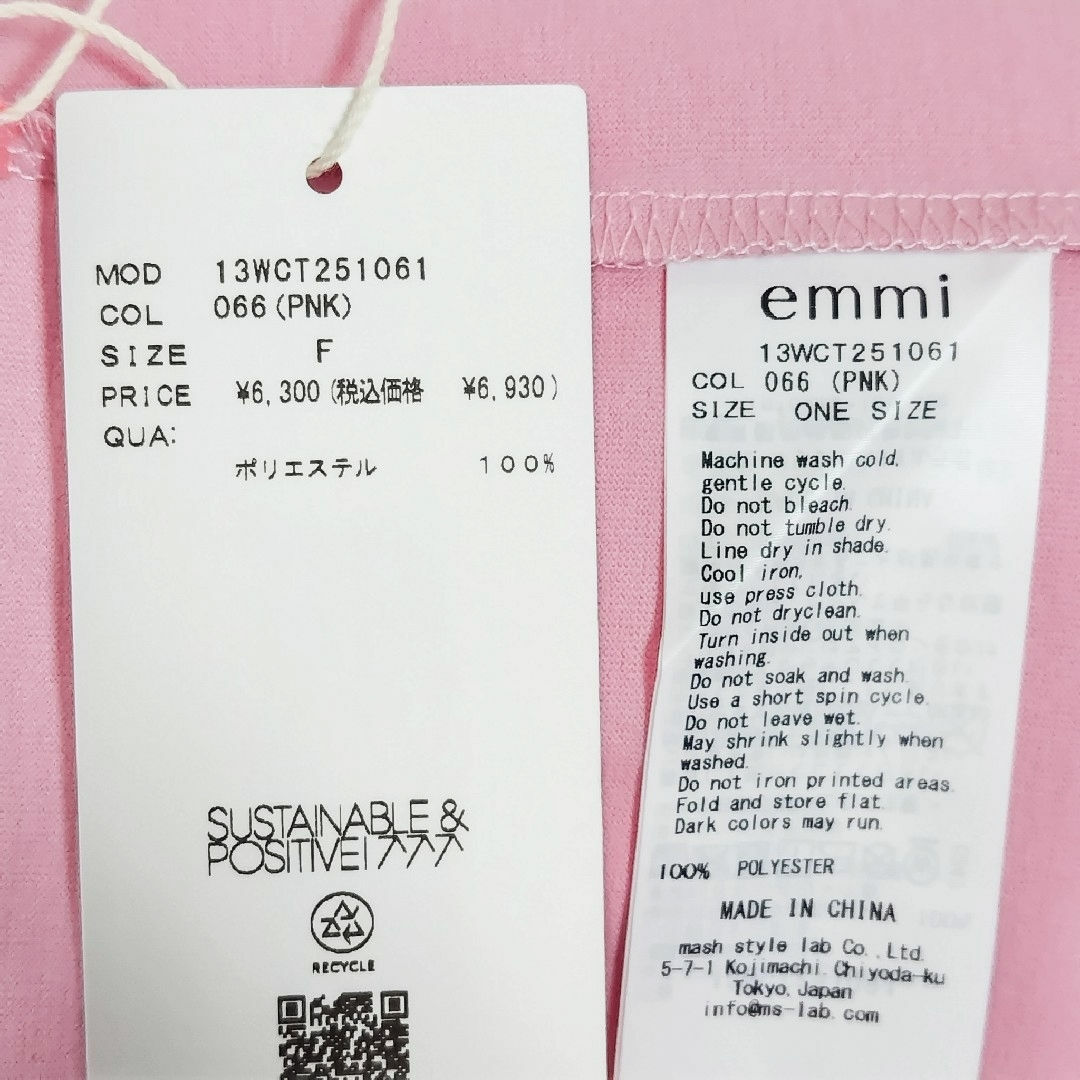 MOD 13WCT251061
COL 066(PNK)
SIZE F
PRICE ¥6,300(税込価格 ¥6,930)
QUA:
ポリエステル 100%
SUSTAINABLE &
POSITIVE! ↗↗↗
RECYCLE
emmi
13WCT251061
COL 066 (PNK)
SIZE ONE SIZE
Machine wash cold.
gentle cycle.
Do not bleach.
Do not tumble dry.
Line dry in shade.
Cool iron,
use press cloth.
Do not dryclean.
Turn inside out when
washing.
Do not soak and wash.
Use a short spin cycle.
Do not leave wet.
May shrink slightly when
washed.
Do not iron printed areas.
Fold and store flat.
Dark colors may run.
100% POLYESTER
MADE IN CHINA
mash style lab Co.,Ltd.
5-7-1 Kojimachi Chiyoda-ku
Tokyo,Japan
info@ms-lab.com